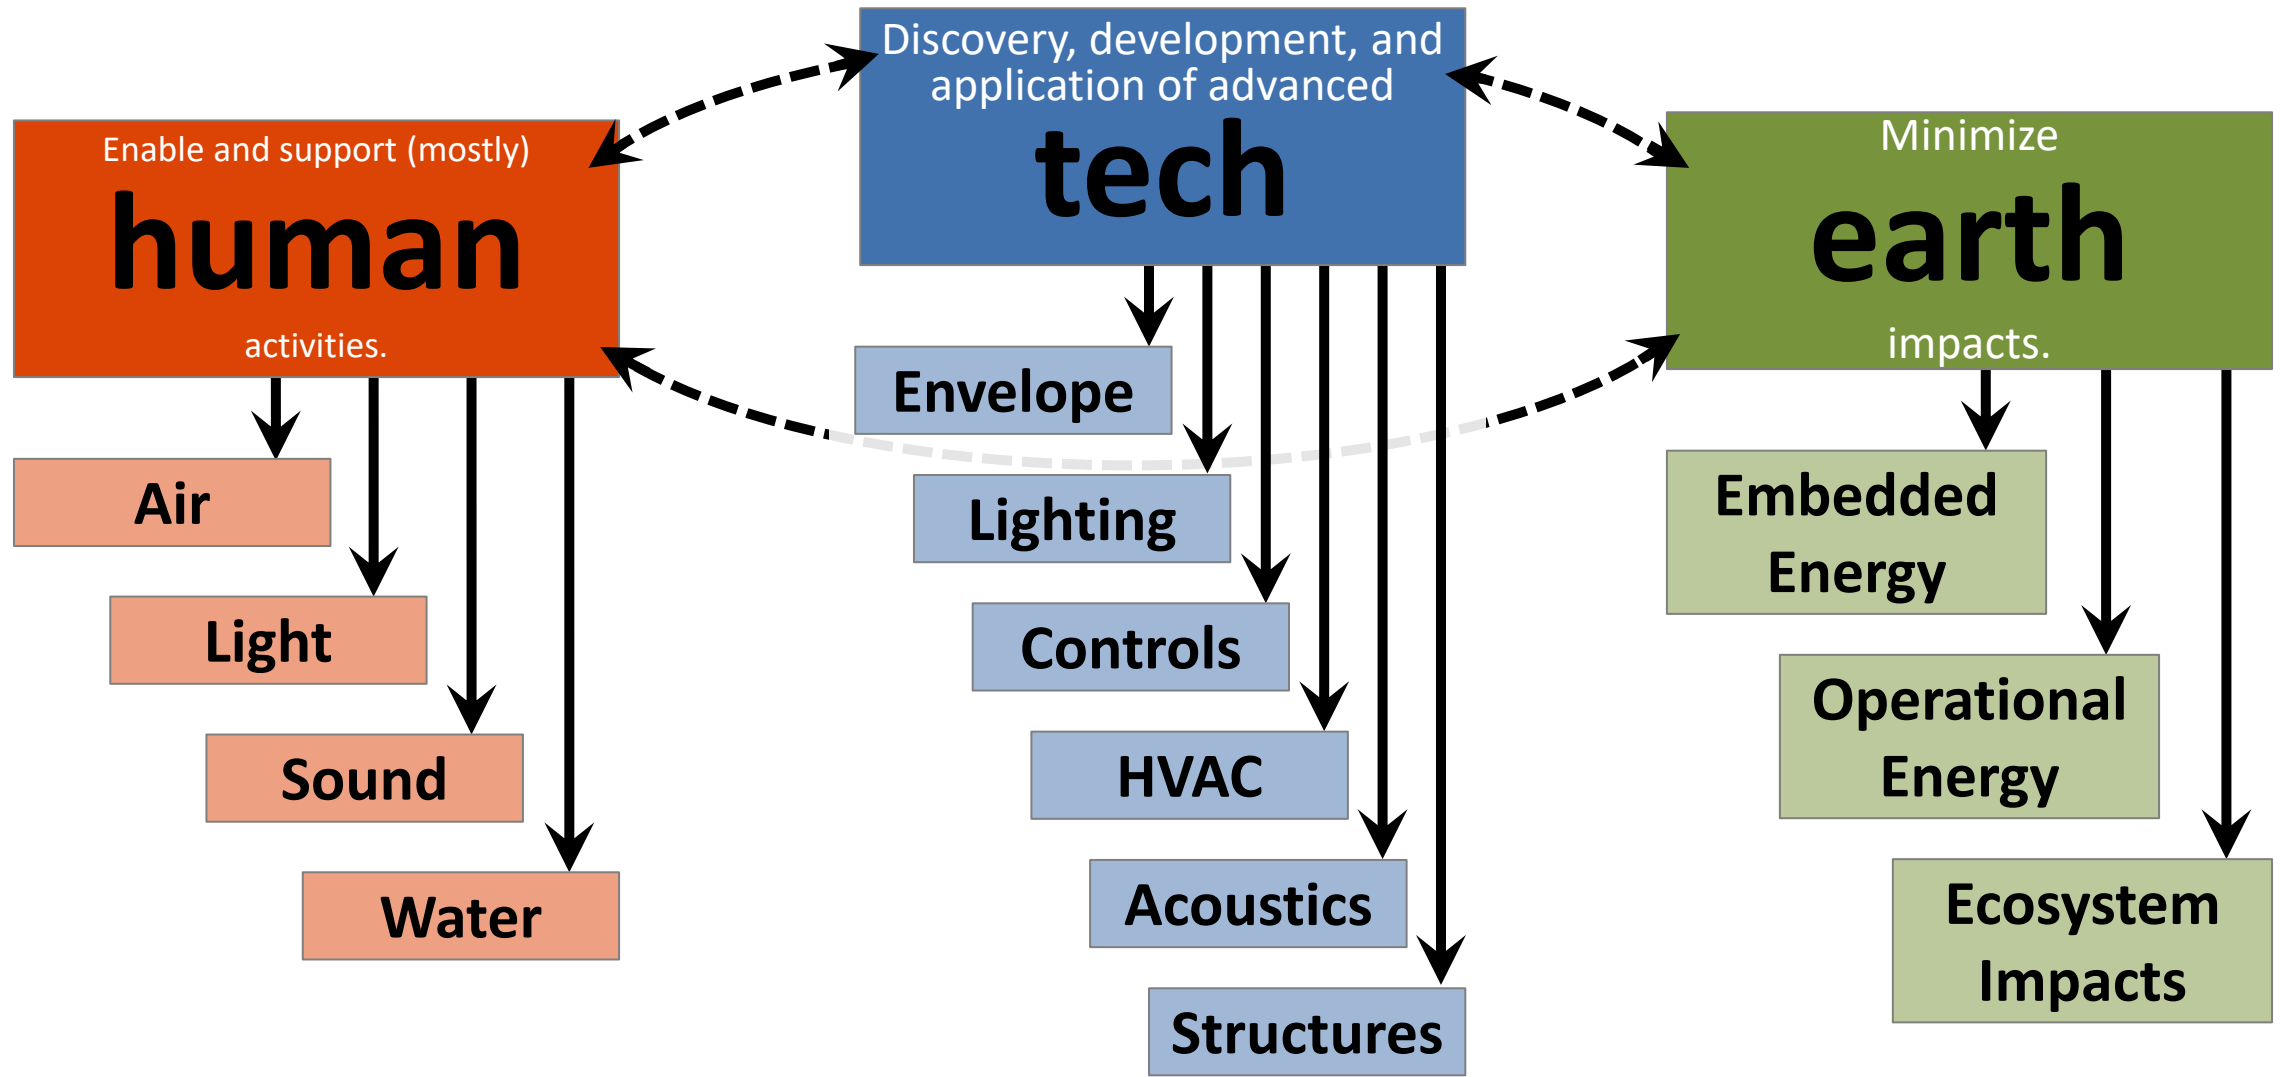 Enable and support (mostly)
human
activities.
Air
Light
Sound
Water
Discovery, development, and
application of advanced
tech
Envelope
Lighting
Controls
HVAC
Acoustics
Structures
Minimize
earth
impacts.
Embedded
Energy
Operational
Energy
Ecosystem
Impacts